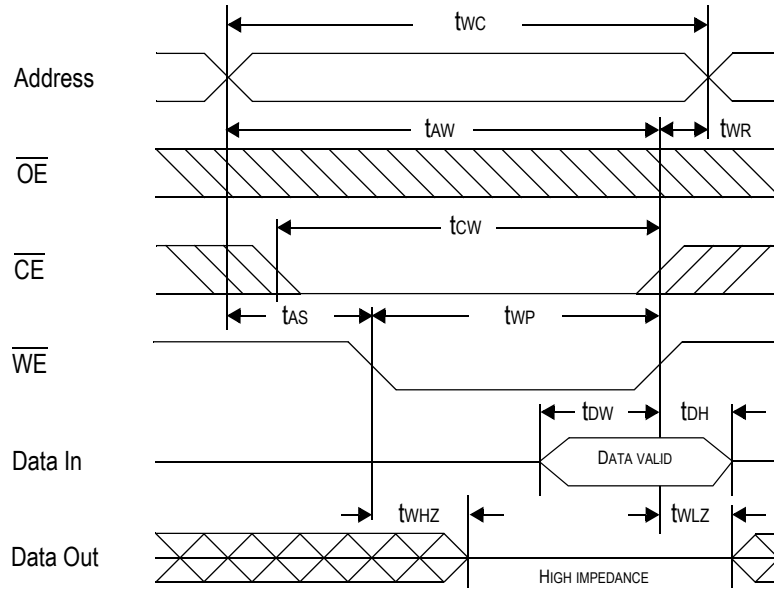 tWC
Address
tAW tWR
OE
tCW
CE
tAS tWP
WE
tDW tDH
Data In DATA VALID
tWHZ tWLZ
Data Out
HIGH IMPEDANCE